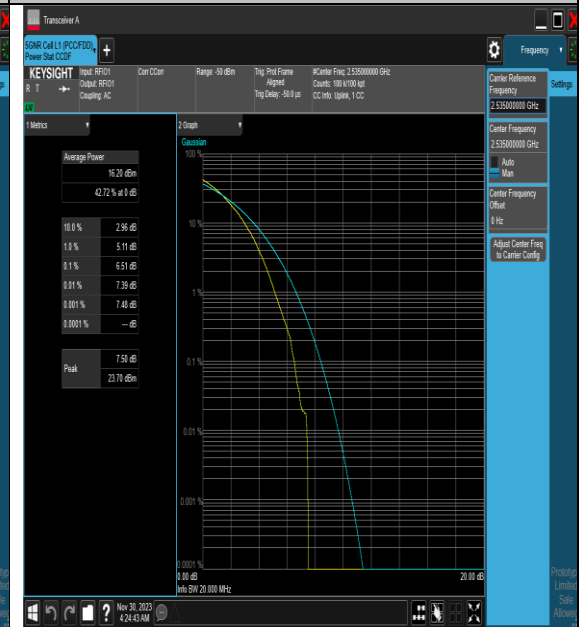 Transceiver A
5GNR Cell L1 (PCC/FDD),
Power Stat CCDF
+
Frequency
KEYSIGHT
R T
LW
Input: RFIO1
Output: RFIO1
Coupling: AC
Corr CCorr
Range: -50 dBm
Trig: Prot Frame
Aligned
Trig Delay: -50.0 µs
#Center Freq: 2.535000000 GHz
Counts: 100 k/100 kpt
CC Info: Uplink, 1 CC
Carrier Reference
Frequency
2.535000000 GHz
Settings
Center Frequency
2.535000000 GHz
Auto
Man
Center Frequency
Offset
0 Hz
Adjust Center Freq
to Carrier Config
1 Metrics
Average Power
16.20 dBm
42.72 % at 0 dB
10.0 % 2.96 dB
1.0 % 5.11 dB
0.1 % 6.51 dB
0.01 % 7.39 dB
0.001 % 7.48 dB
0.0001 % --- dB
Peak
7.50 dB
23.70 dBm
2 Graph
Gaussian
100 %
10 %
1 %
0.1 %
0.01 %
0.001 %
0.0001 %
0.00 dB
20.00 dB
Info BW 20.000 MHz
Nov 30, 2023
4:24:43 AM
?
Sale